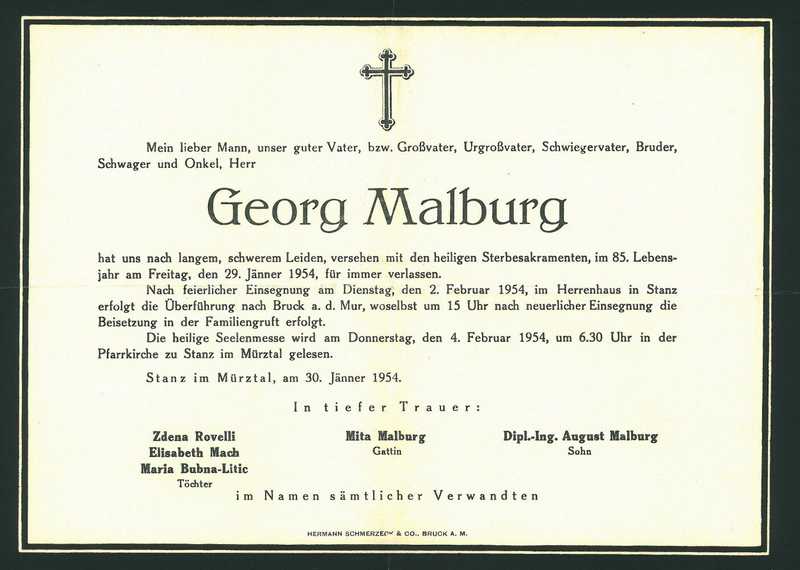 Mein lieber Mann, unser guter Vater, bzw. Großvater, Urgroßvater, Schwiegervater, Bruder,
Schwager und Onkel, Herr
Georg Malburg
hat uns nach langem, schwerem Leiden, versehen mit den heiligen Sterbesakramenten, im 85. Lebens-
jahr am Freitag, den 29. Jänner 1954, für immer verlassen.
Nach feierlicher Einsegnung am Dienstag, den 2. Februar 1954, im Herrenhaus in Stanz
erfolgt die Überführung nach Bruck a. d. Mur, woselbst um 15 Uhr nach neuerlicher Einsegnung die
Beisetzung in der Familiengruft erfolgt.
Die heilige Seelenmesse wird am Donnerstag, den 4. Februar 1954, um 6.30 Uhr in der
Pfarrkirche zu Stanz im Mürztal gelesen.
Stanz im Mürztal, am 30. Jänner 1954.
In tiefer Trauer:
Zdena Rovelli
Elisabeth Mach
Maria Bubna-Litic
Töchter
Mita Malburg
Gattin
Dipl.-Ing. August Malburg
Sohn
im Namen sämtlicher Verwandten
HERMANN SCHMERZECK & CO., BRUCK A. M.